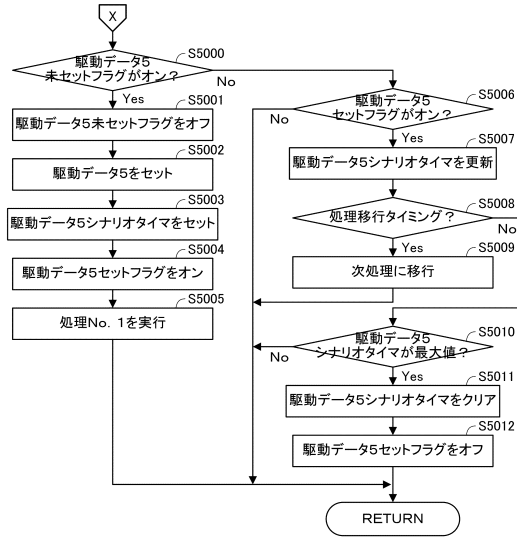 X
駆動データ5
未セットフラグがオン？
S5000
No
Yes
S5001
駆動データ5未セットフラグをオフ
S5002
駆動データ5をセット
S5003
駆動データ5シナリオタイマをセット
S5004
駆動データ5セットフラグをオン
S5005
処理No. 1を実行
S5006
駆動データ5
セットフラグがオン？
No
Yes
S5007
駆動データ5シナリオタイマを更新
S5008
処理移行タイミング？
No
Yes
S5009
次処理に移行
S5010
駆動データ5
シナリオタイマが最大値？
No
Yes
S5011
駆動データ5シナリオタイマをクリア
S5012
駆動データ5セットフラグをオフ
RETURN